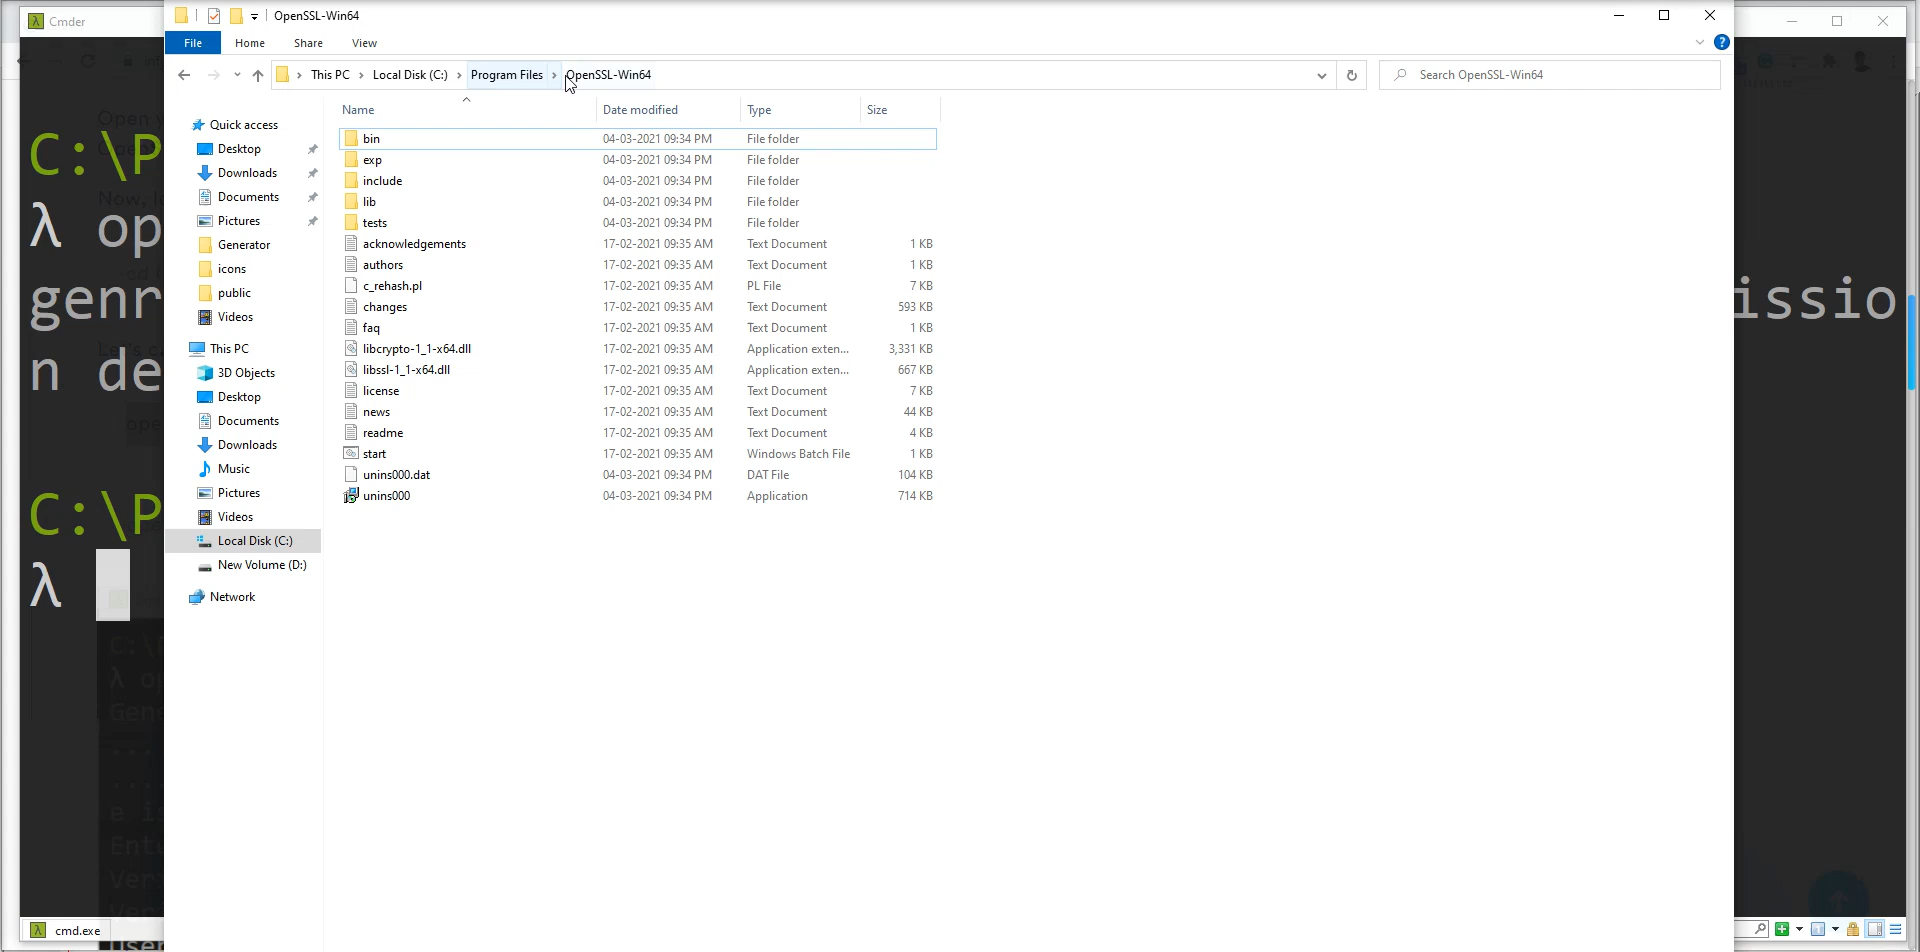 Cmder
OpenSSL-Win64
File Home Share View
This PC > Local Disk (C:) > Program Files > OpenSSL-Win64
Search OpenSSL-Win64
Name Date modified Type Size
Quick access
Desktop
Downloads
Documents
Pictures
Generator
icons
public
Videos
This PC
3D Objects
Desktop
Documents
Downloads
Music
Pictures
Videos
Local Disk (C:)
New Volume (D:)
Network
bin 04-03-2021 09:34 PM File folder
exp 04-03-2021 09:34 PM File folder
include 04-03-2021 09:34 PM File folder
lib 04-03-2021 09:34 PM File folder
tests 04-03-2021 09:34 PM File folder
acknowledgements 17-02-2021 09:35 AM Text Document 1 KB
authors 17-02-2021 09:35 AM Text Document 1 KB
c_rehash.pl 17-02-2021 09:35 AM PL File 7 KB
changes 17-02-2021 09:35 AM Text Document 593 KB
faq 17-02-2021 09:35 AM Text Document 1 KB
libcrypto-1_1-x64.dll 17-02-2021 09:35 AM Application exten... 3,331 KB
libssl-1_1-x64.dll 17-02-2021 09:35 AM Application exten... 667 KB
license 17-02-2021 09:35 AM Text Document 7 KB
news 17-02-2021 09:35 AM Text Document 44 KB
readme 17-02-2021 09:35 AM Text Document 4 KB
start 17-02-2021 09:35 AM Windows Batch File 1 KB
unins000.dat 04-03-2021 09:34 PM DAT File 104 KB
unins000 04-03-2021 09:34 PM Application 714 KB
C:\P
λ op
genr
issio
n de
C:\P
λ
cmd.exe